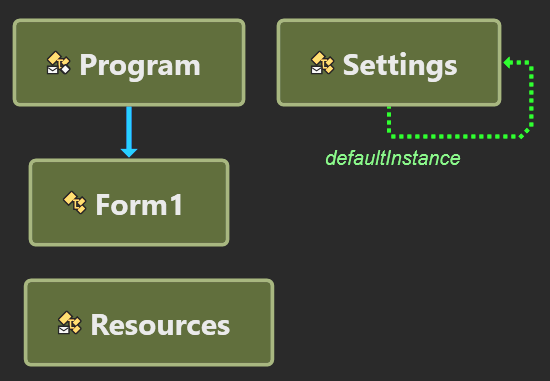 Program
Settings
defaultInstance
Form1
Resources